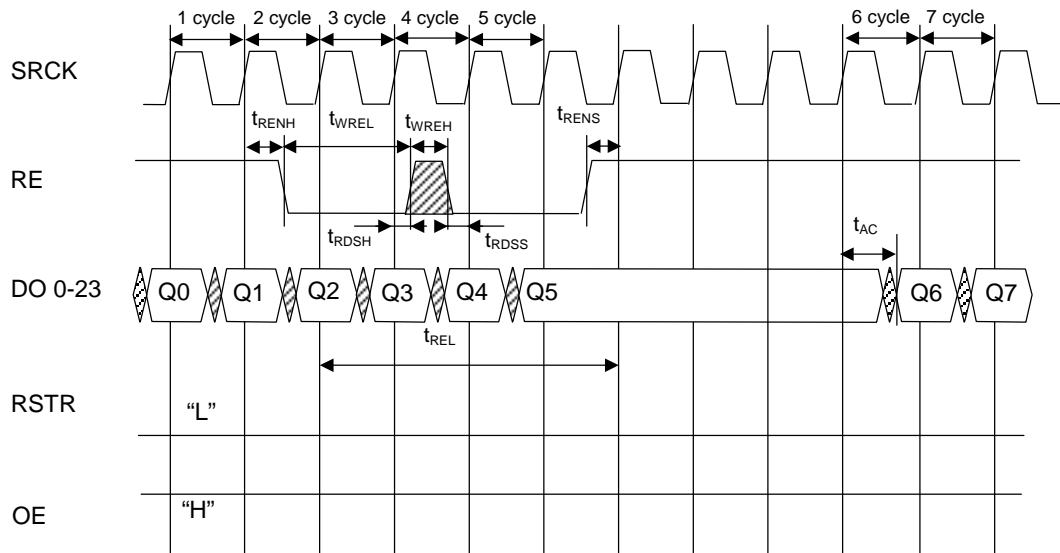 1 cycle 2 cycle 3 cycle 4 cycle 5 cycle 6 cycle 7 cycle
SRCK
tRENH tWREL tWREH tRENS
RE
tRDSH tRDSS tAC
DO 0-23 Q0 Q1 Q2 Q3 Q4 Q5 Q6 Q7
tREL
RSTR “L”
OE “H”